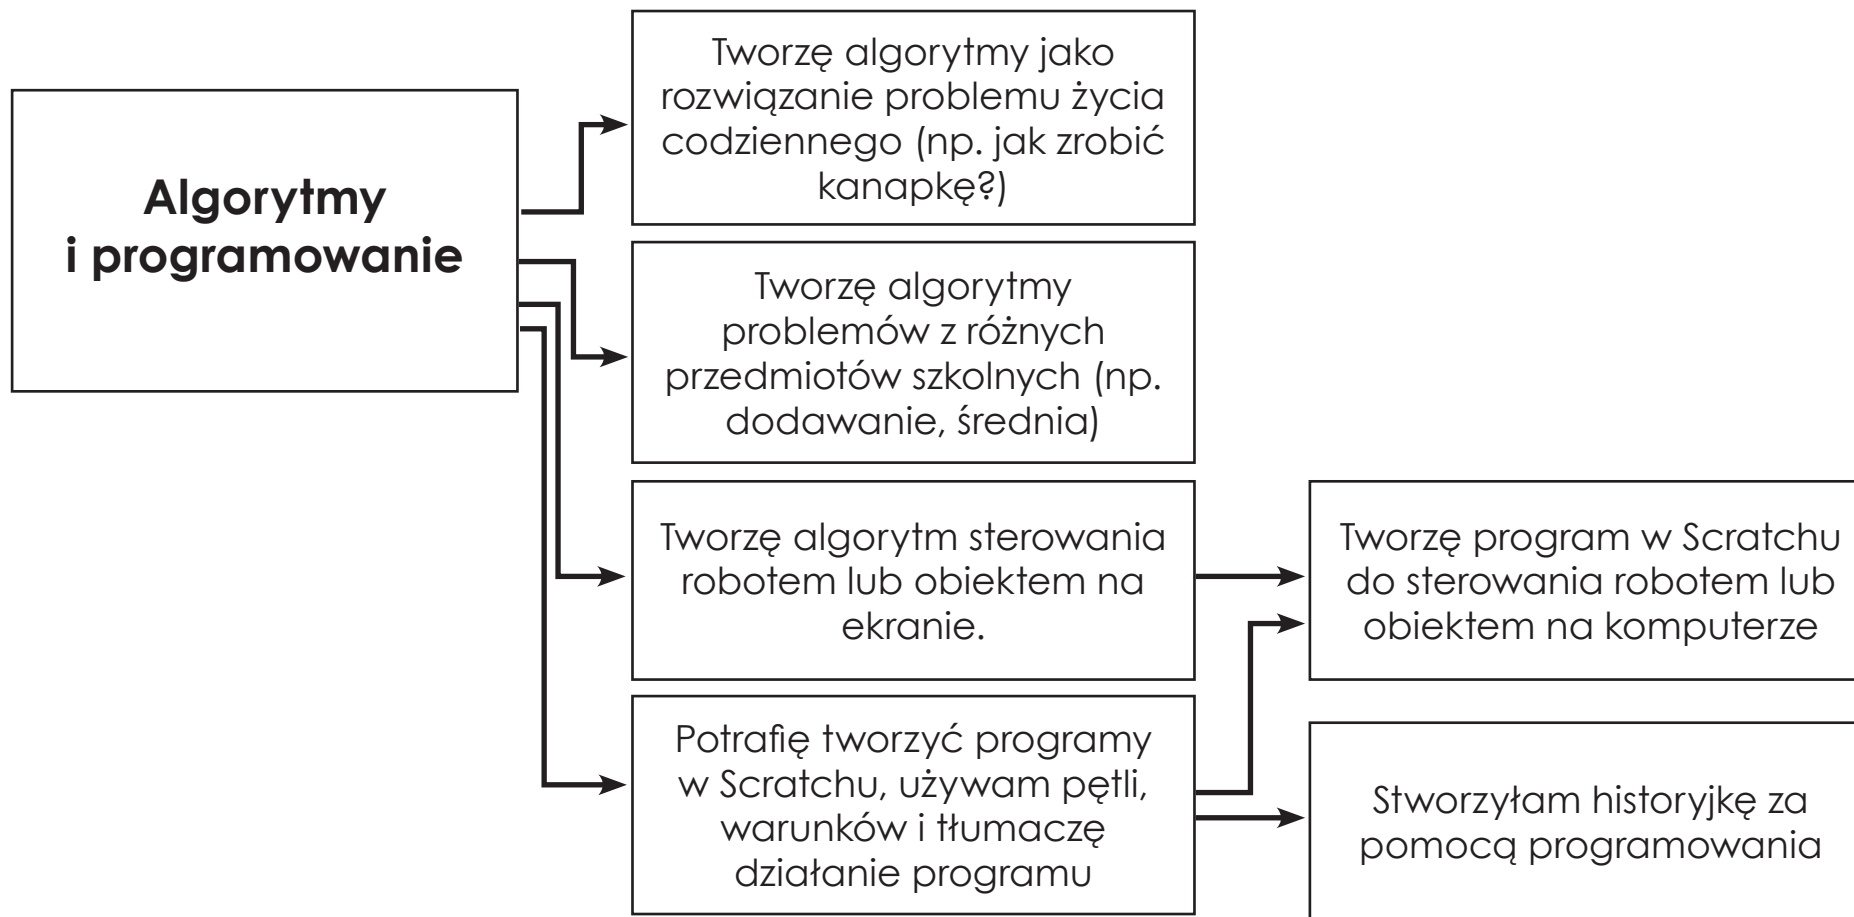 Algorytmy
i programowanie
Tworzę algorytmy jako
rozwiązanie problemu życia
codziennego (np. jak zrobić
kanapkę?)
Tworzę algorytmy
problemów z różnych
przedmiotów szkolnych (np.
dodawanie, średnia)
Tworzę algorytm sterowania
robotem lub obiektem na
ekranie.
Tworzę program w Scratchu
do sterowania robotem lub
obiektem na komputerze
Potrafię tworzyć programy
w Scratchu, używam pętli,
warunków i tłumaczę
działanie programu
Stworzyłam historyjkę za
pomocą programowania